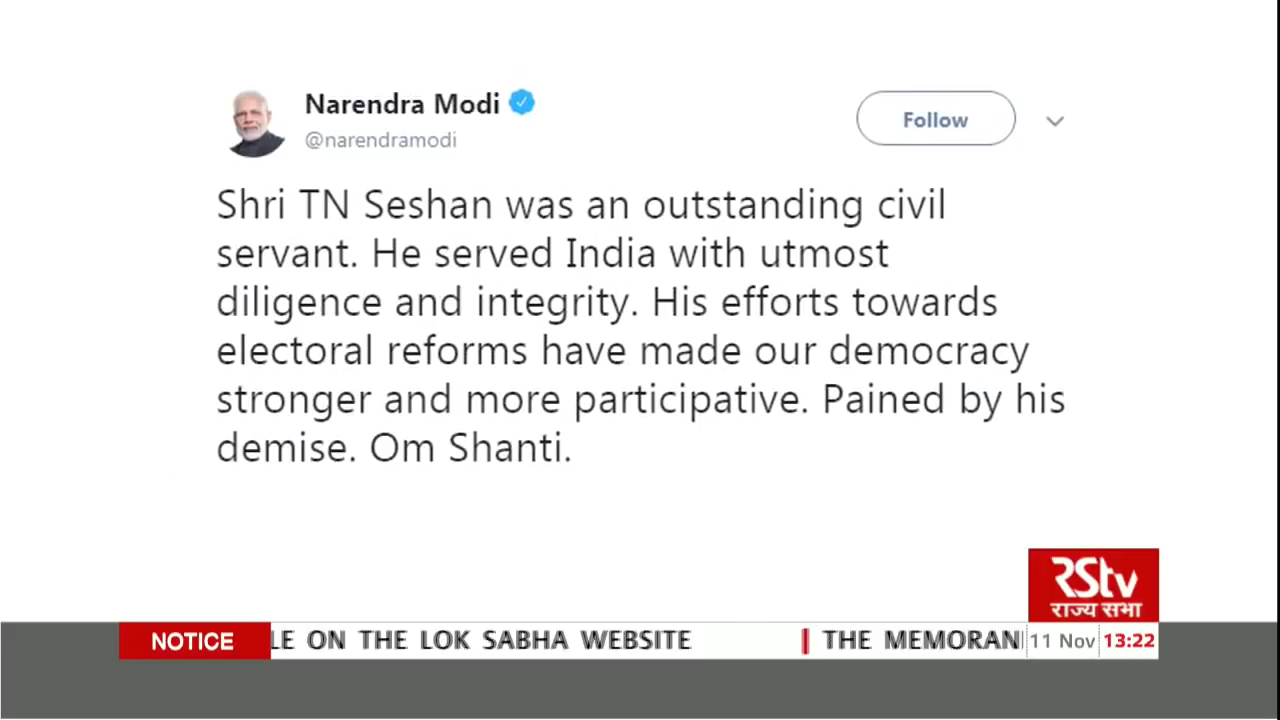 Narendra Modi
@narendramodi
Follow
Shri TN Seshan was an outstanding civil
servant. He served India with utmost
diligence and integrity. His efforts towards
electoral reforms have made our democracy
stronger and more participative. Pained by his
demise. Om Shanti.
RStv
राज्य सभा
NOTICE LE ON THE LOK SABHA WEBSITE THE MEMORAN 11 Nov 13:22